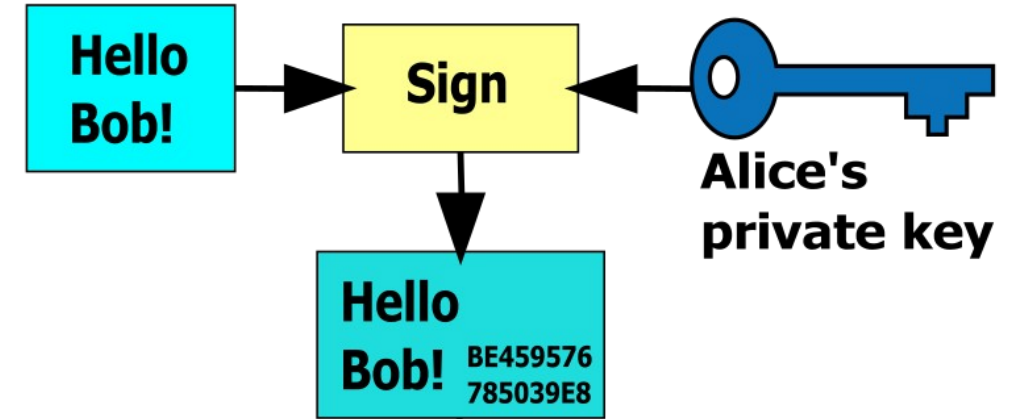 Hello
Bob!
Sign
Alice's
private key
Hello
Bob!
BE459576
785039E8